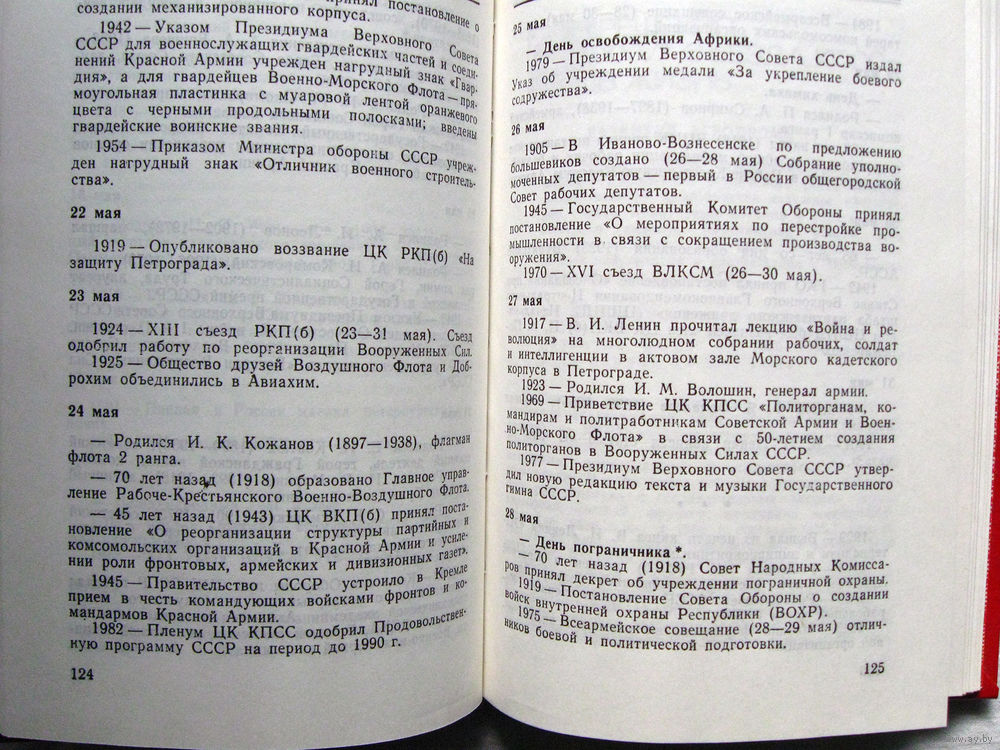 принял постановление о
создании механизированного корпуса.
1942 — Указом Президиума Верховного Совета
СССР для военнослужащих гвардейских частей и соеди-
нений Красной Армии учрежден нагрудный знак «Гвар-
дия», а для гвардейцев Военно-Морского Флота — пря-
моугольная пластинка с муаровой лентой оранжевого
цвета с черными продольными полосками; введены
гвардейские воинские звания.
1954 — Приказом Министра обороны СССР учреж-
ден нагрудный знак «Отличник военного строитель-
ства».
22 мая
1919 — Опубликовано воззвание ЦК РКП(б) «На
защиту Петрограда».
23 мая
1924 — XIII съезд РКП(б) (23—31 мая). Съезд
одобрил работу по реорганизации Вооруженных Сил.
1925 — Общество друзей Воздушного Флота и Доб-
рохим объединились в Авиахим.
24 мая
— Родился И. К. Кожанов (1897—1938), флагман
флота 2 ранга.
— 70 лет назад (1918) образовано Главное управ-
ление Рабоче-Крестьянского Военно-Воздушного Флота.
— 45 лет назад (1943) ЦК ВКП(б) принял поста-
новление «О реорганизации структуры партийных и
комсомольских организаций в Красной Армии и усиле-
нии роли фронтовых, армейских и дивизионных газет».
1945 — Правительство СССР устроило в Кремле
прием в честь командующих войсками фронтов и ко-
мандармов Красной Армии.
1982 — Пленум ЦК КПСС одобрил Продовольствен-
ную программу СССР на период до 1990 г.
124
25 мая
— День освобождения Африки.
1979 — Президиум Верховного Совета СССР издал
Указ об учреждении медали «За укрепление боевого
содружества».
26 мая
1905 — В Иваново-Вознесенске по предложению
большевиков создано (26—28 мая) Собрание уполно-
моченных депутатов — первый в России общегородской
Совет рабочих депутатов.
1945 — Государственный Комитет Обороны принял
постановление «О мероприятиях по перестройке про-
мышленности в связи с сокращением производства во-
оружения».
1970 — XVI съезд ВЛКСМ (26—30 мая).
27 мая
1917 — В. И. Ленин прочитал лекцию «Война и ре-
волюция» на многолюдном собрании рабочих, солдат
и интеллигенции в актовом зале Морского кадетского
корпуса в Петрограде.
1923 — Родился И. М. Волошин, генерал армии.
1969 — Приветствие ЦК КПСС «Политорганам, ко-
мандирам и политработникам Советской Армии и Воен-
но-Морского Флота» в связи с 50-летием создания
политорганов в Вооруженных Силах СССР.
1977 — Президиум Верховного Совета СССР утвер-
дил новую редакцию текста и музыки Государственного
гимна СССР.
28 мая
— День пограничника *.
— 70 лет назад (1918) Совет Народных Комисса-
ров принял декрет об учреждении пограничной охраны.
1919 — Постановление Совета Обороны о создании
войск внутренней охраны Республики (ВОХР).
1975 — Всеармейское совещание (28—29 мая) отлич-
ников боевой и политической подготовки.
125
www.ay.by